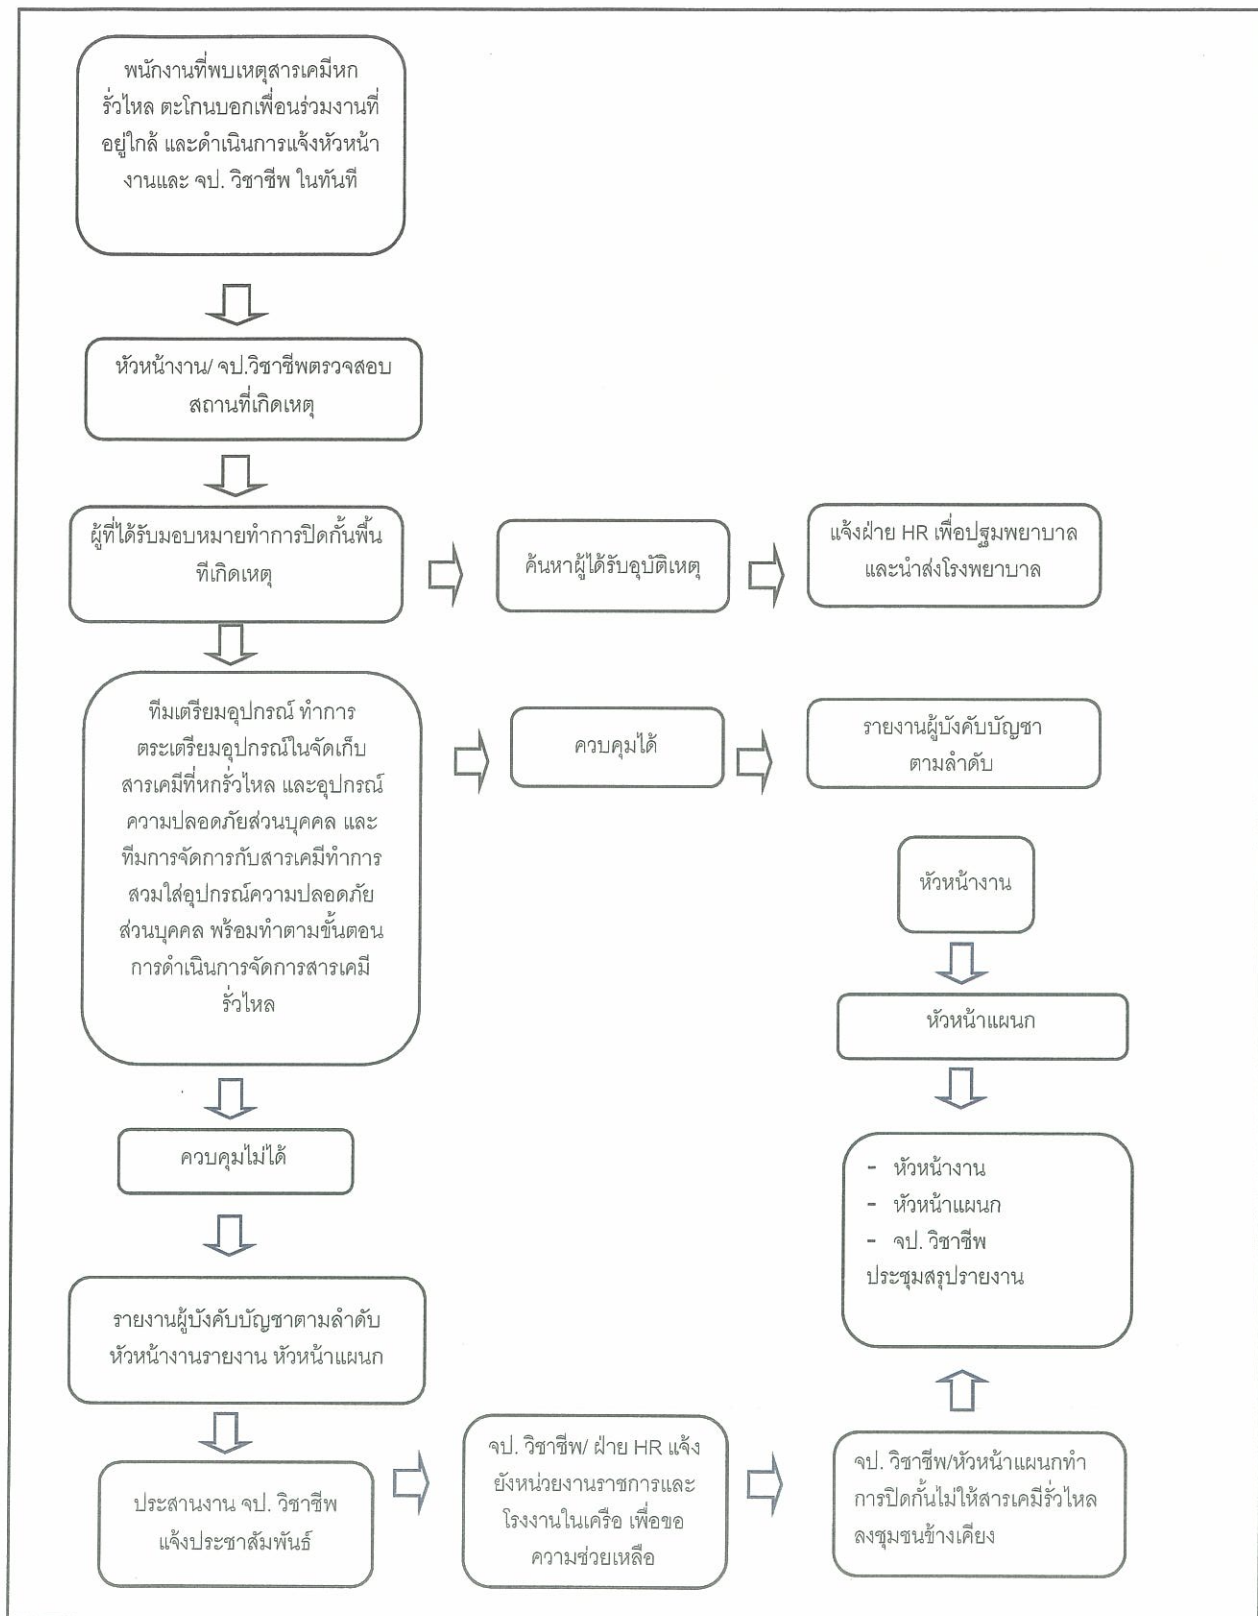 พนักงานที่พบเหตุสารเคมีหก
รั่วไหล ตะโกนบอกเพื่อนร่วมงานที่
อยู่ใกล้ และดำเนินการแจ้งหัวหน้า
งานและ จป. วิชาชีพ ในทันที
หัวหน้างาน/ จป.วิชาชีพตรวจสอบ
สถานที่เกิดเหตุ
ผู้ที่ได้รับมอบหมายทำการปิดกั้นพื้น
ที่เกิดเหตุ
ค้นหาผู้ได้รับอุบัติเหตุ
แจ้งฝ่าย HR เพื่อปฐมพยาบาล
และนำส่งโรงพยาบาล
ทีมเตรียมอุปกรณ์ ทำการ
ตระเตรียมอุปกรณ์ในจัดเก็บ
สารเคมีที่หกรั่วไหล และอุปกรณ์
ความปลอดภัยส่วนบุคคล และ
ทีมการจัดการกับสารเคมีทำการ
สวมใส่อุปกรณ์ความปลอดภัย
ส่วนบุคคล พร้อมทำตามขั้นตอน
การดำเนินการจัดการสารเคมี
รั่วไหล
ควบคุมได้
รายงานผู้บังคับบัญชา
ตามลำดับ
หัวหน้างาน
หัวหน้าแผนก
ควบคุมไม่ได้
- หัวหน้างาน
- หัวหน้าแผนก
- จป. วิชาชีพ
ประชุมสรุปรายงาน
รายงานผู้บังคับบัญชาตามลำดับ
หัวหน้างานรายงาน หัวหน้าแผนก
ประสานงาน จป. วิชาชีพ
แจ้งประชาสัมพันธ์
จป. วิชาชีพ/ ฝ่าย HR แจ้ง
ยังหน่วยงานราชการและ
โรงงานในเครือ เพื่อขอ
ความช่วยเหลือ
จป. วิชาชีพ/หัวหน้าแผนกทำ
การปิดกั้นไม่ให้สารเคมีรั่วไหล
ลงชุมชนข้างเคียง